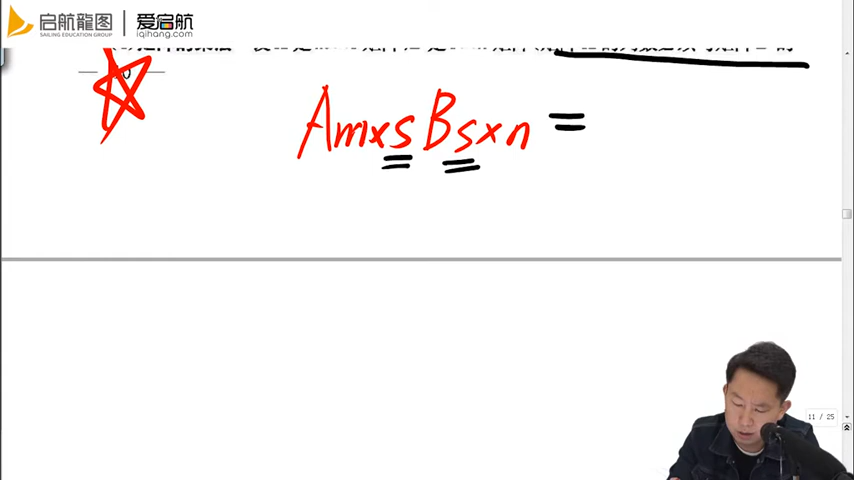 启航龍图 爱启航
SAILING EDUCATION GROUP iqihang.com
Am×s Bs×n =
11 / 25